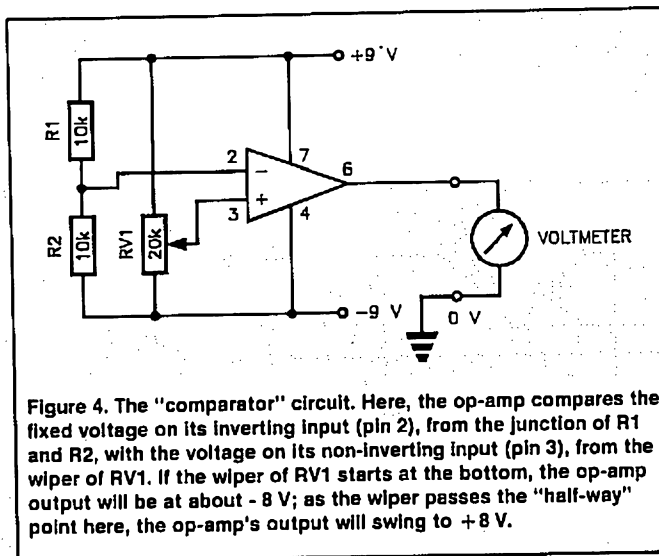 +9 V
R1
10k
2
7
6
−
+
3
4
R2
10k
RV1
20k
VOLTMETER
-9 V
0 V
Figure 4. The "comparator" circuit. Here, the op-amp compares the
fixed voltage on its inverting input (pin 2), from the junction of R1
and R2, with the voltage on its non-inverting input (pin 3), from the
wiper of RV1. If the wiper of RV1 starts at the bottom, the op-amp
output will be at about - 8 V; as the wiper passes the "half-way"
point here, the op-amp's output will swing to +8 V.